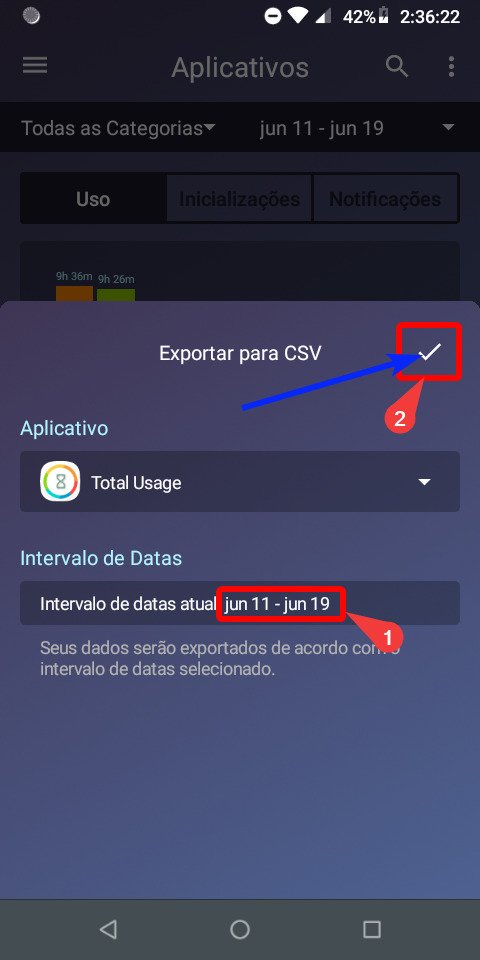 42% 2:36:22
Aplicativos
Todas as Categorias jun 11 - jun 19
Uso Inicializações Notificações
9h 36m 9h 26m
Exportar para CSV
2
Aplicativo
Total Usage
Intervalo de Datas
Intervalo de datas atual jun 11 - jun 19
1
Seus dados serão exportados de acordo com o
intervalo de datas selecionado.